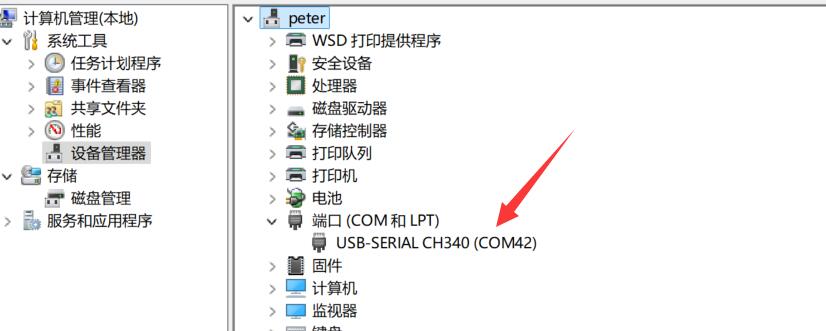 计算机管理(本地)
系统工具
任务计划程序
事件查看器
共享文件夹
性能
设备管理器
存储
磁盘管理
服务和应用程序
peter
WSD 打印提供程序
安全设备
处理器
磁盘驱动器
存储控制器
打印队列
打印机
电池
端口 (COM 和 LPT)
USB-SERIAL CH340 (COM42)
固件
计算机
监视器
键盘